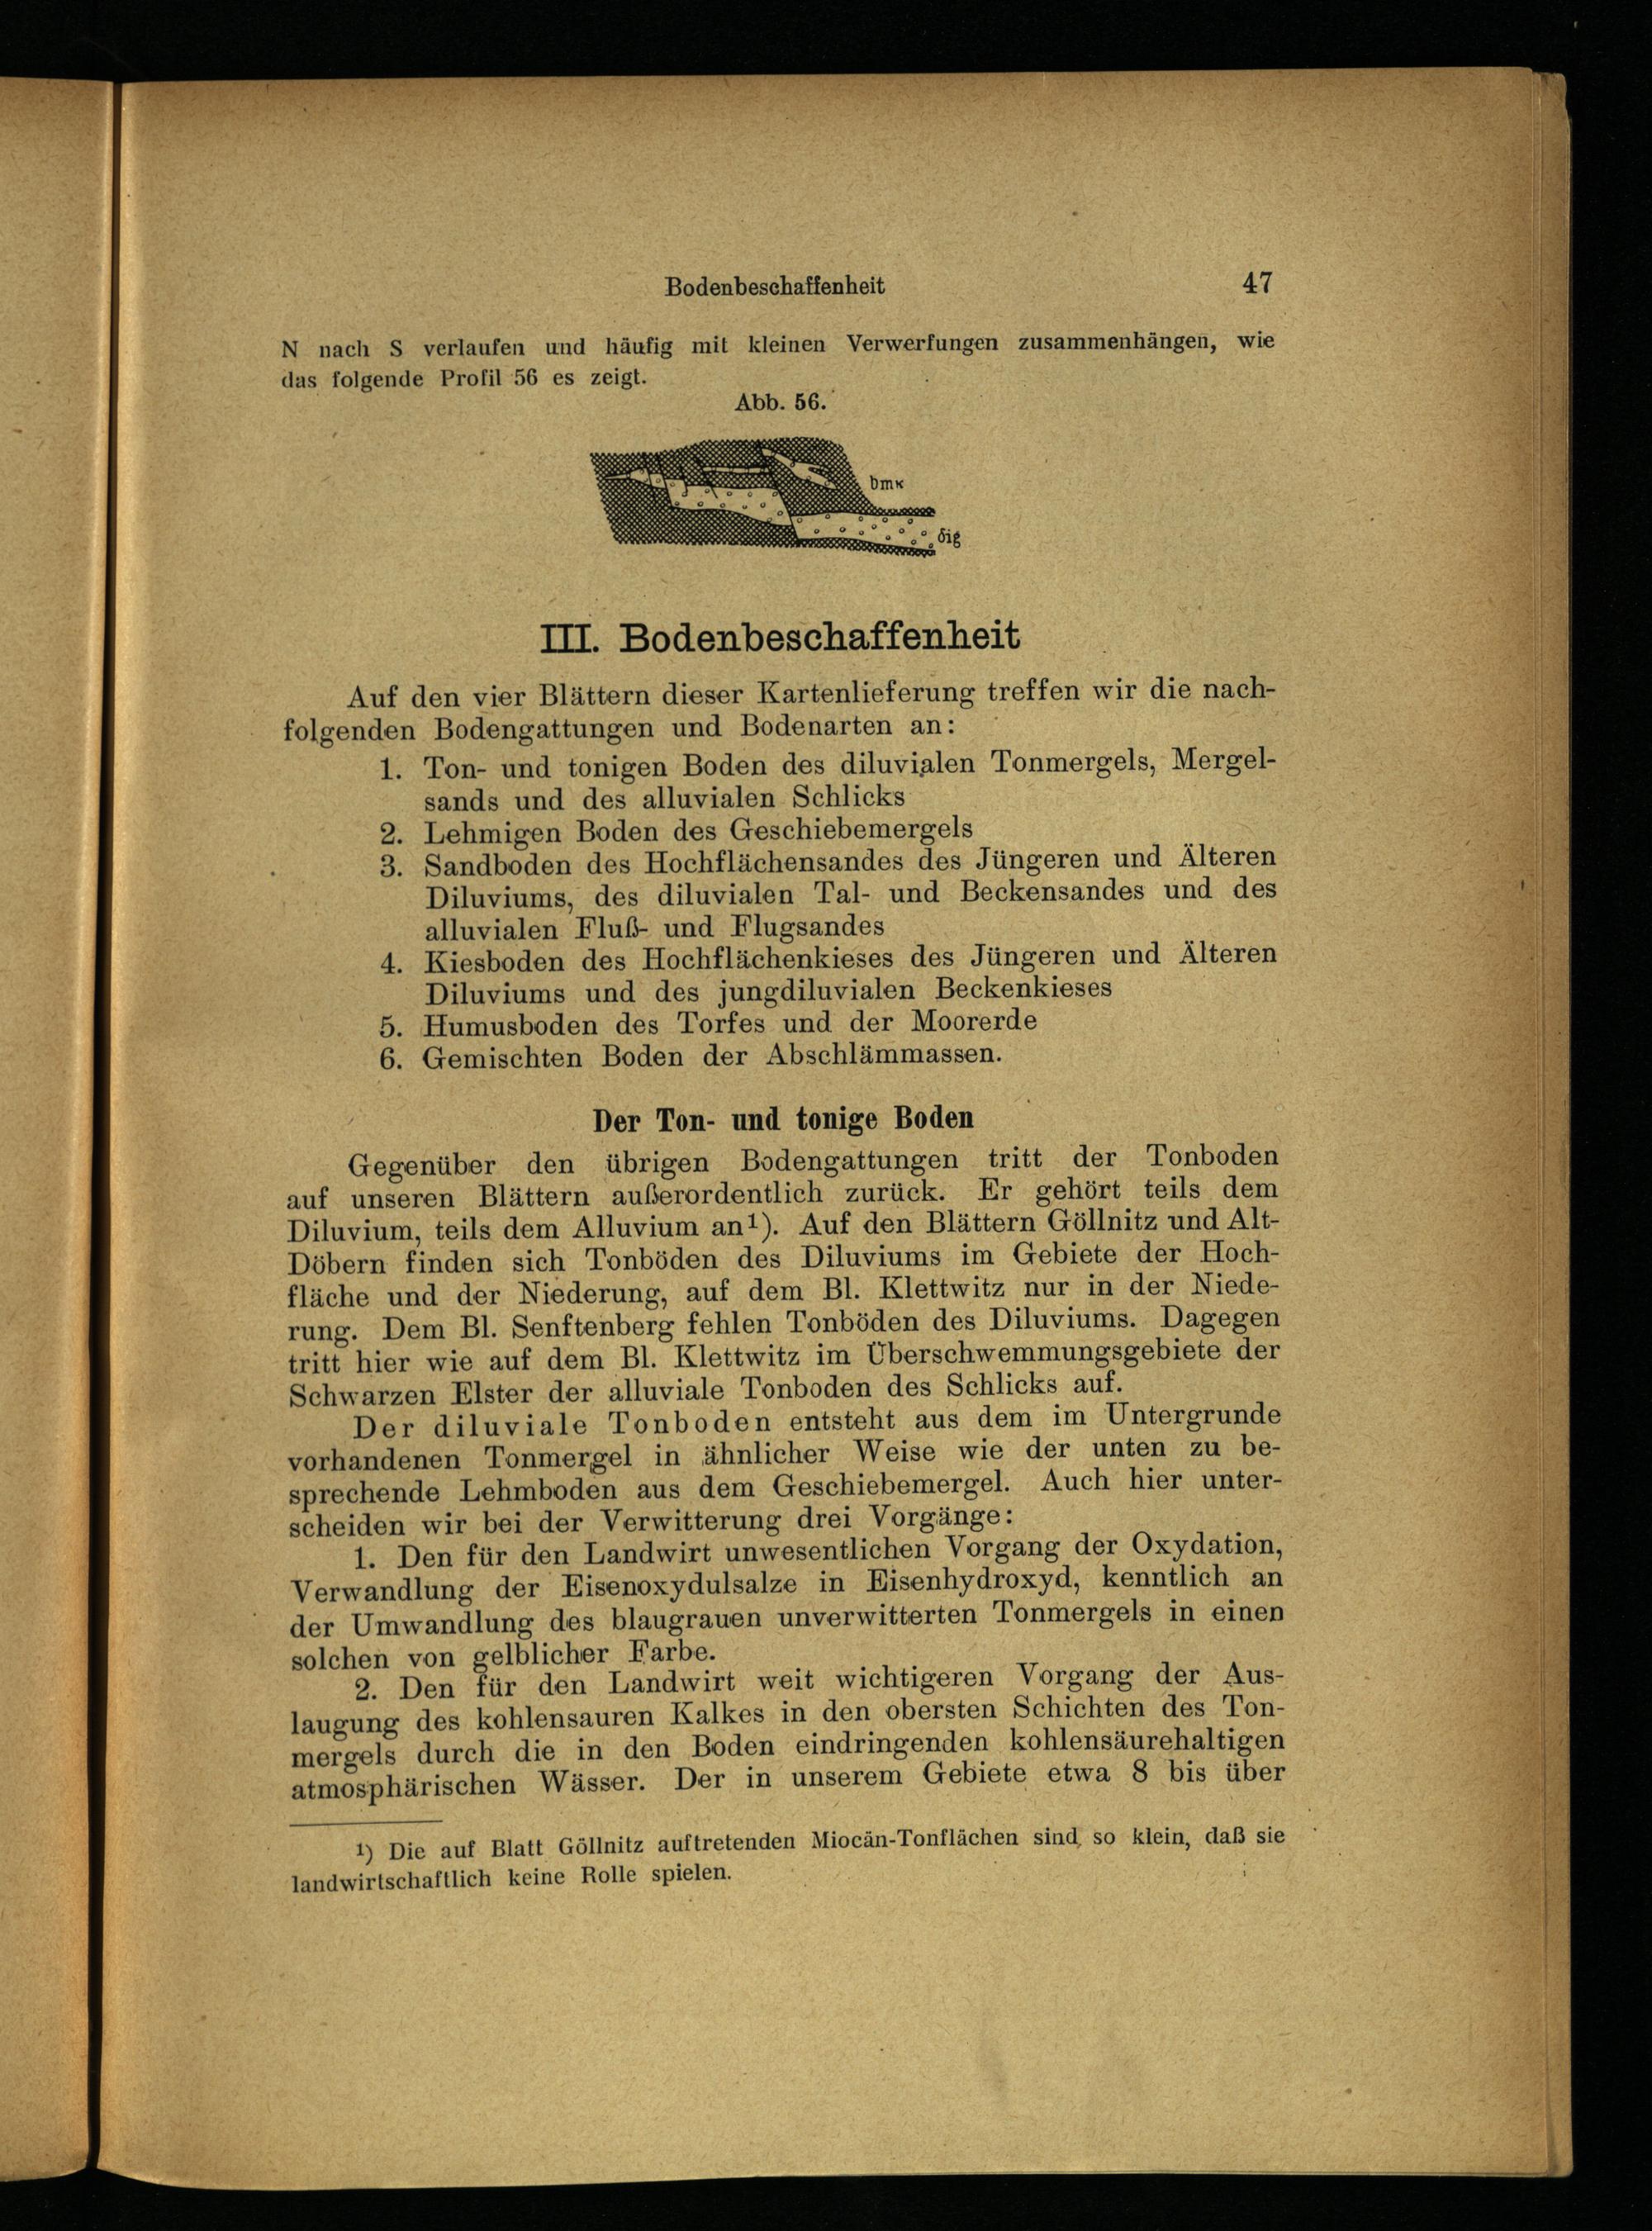 Bodenbeschaffenheit 47
N nach S verlaufen und häufig mit kleinen Verwerfungen zusammenhängen, wie
das folgende Profil 56 es zeigt.
Abb. 56.
bmκ
δig
III. Bodenbeschaffenheit
Auf den vier Blättern dieser Kartenlieferung treffen wir die nach-
folgenden Bodengattungen und Bodenarten an:
1. Ton- und tonigen Boden des diluvialen Tonmergels, Mergel-
sands und des alluvialen Schlicks
2. Lehmigen Boden des Geschiebemergels
3. Sandboden des Hochflächensandes des Jüngeren und Älteren
Diluviums, des diluvialen Tal- und Beckensandes und des
alluvialen Fluß- und Flugsandes
4. Kiesboden des Hochflächenkieses des Jüngeren und Älteren
Diluviums und des jungdiluvialen Beckenkieses
5. Humusboden des Torfes und der Moorerde
6. Gemischten Boden der Abschlämmassen.
Der Ton- und tonige Boden
Gegenüber den übrigen Bodengattungen tritt der Tonboden
auf unseren Blättern außerordentlich zurück. Er gehört teils dem
Diluvium, teils dem Alluvium an¹). Auf den Blättern Göllnitz und Alt-
Döbern finden sich Tonböden des Diluviums im Gebiete der Hoch-
fläche und der Niederung, auf dem Bl. Klettwitz nur in der Niede-
rung. Dem Bl. Senftenberg fehlen Tonböden des Diluviums. Dagegen
tritt hier wie auf dem Bl. Klettwitz im Überschwemmungsgebiete der
Schwarzen Elster der alluviale Tonboden des Schlicks auf.
Der diluviale Tonboden entsteht aus dem im Untergrunde
vorhandenen Tonmergel in ähnlicher Weise wie der unten zu be-
sprechende Lehmboden aus dem Geschiebemergel. Auch hier unter-
scheiden wir bei der Verwitterung drei Vorgänge:
1. Den für den Landwirt unwesentlichen Vorgang der Oxydation,
Verwandlung der Eisenoxydulsalze in Eisenhydroxyd, kenntlich an
der Umwandlung des blaugrauen unverwitterten Tonmergels in einen
solchen von gelblicher Farbe.
2. Den für den Landwirt weit wichtigeren Vorgang der Aus-
laugung des kohlensauren Kalkes in den obersten Schichten des Ton-
mergels durch die in den Boden eindringenden kohlensäurehaltigen
atmosphärischen Wässer. Der in unserem Gebiete etwa 8 bis über
¹) Die auf Blatt Göllnitz auftretenden Miocän-Tonflächen sind so klein, daß sie
landwirtschaftlich keine Rolle spielen.